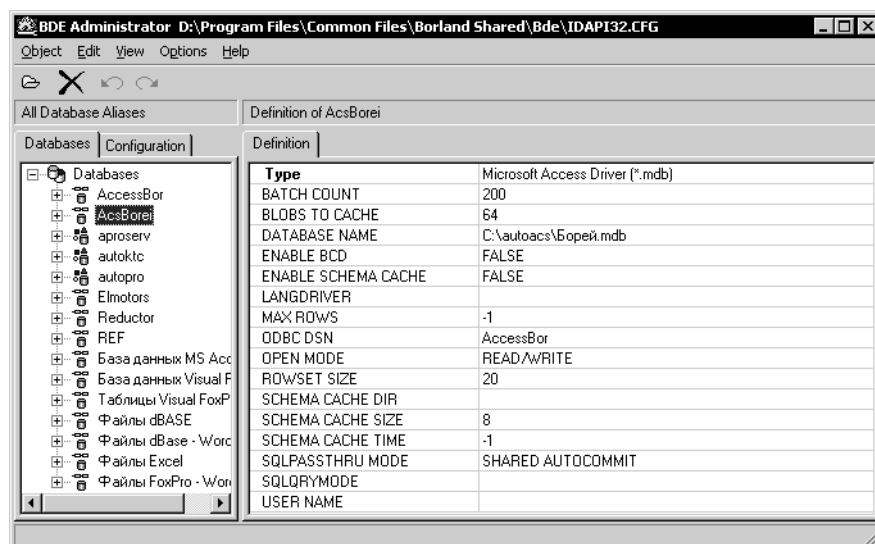 BDE Administrator D:\Program Files\Common Files\Borland Shared\Bde\IDAPI32.CFG
Object Edit View Options Help
All Database Aliases
Definition of AcsBorei
Databases Configuration
Definition
Databases
AccessBor
AcsBorei
aproserv
autoktc
autopro
Elmotors
Reductor
REF
База данных MS Acc
База данных Visual F
Таблицы Visual FoxP
Файлы dBASE
Файлы dBase - Word
Файлы Excel
Файлы FoxPro - Wor
Type Microsoft Access Driver (*.mdb)
BATCH COUNT 200
BLOBS TO CACHE 64
DATABASE NAME C:\autoacs\Борей.mdb
ENABLE BCD FALSE
ENABLE SCHEMA CACHE FALSE
LANGDRIVER
MAX ROWS -1
ODBC DSN AccessBor
OPEN MODE READ/WRITE
ROWSET SIZE 20
SCHEMA CACHE DIR
SCHEMA CACHE SIZE 8
SCHEMA CACHE TIME -1
SQLPASSTHRU MODE SHARED AUTOCOMMIT
SQLQRYMODE
USER NAME